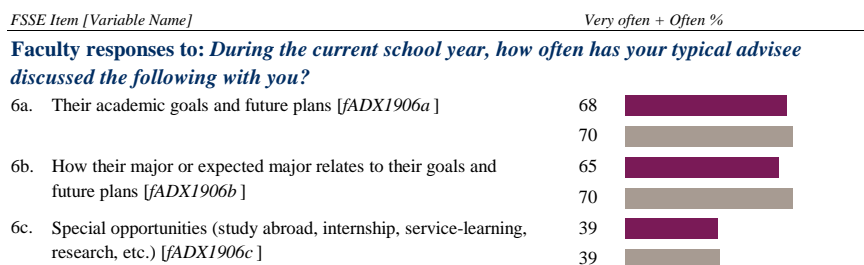 FSSE Item [Variable Name] Very often + Often %
Faculty responses to: During the current school year, how often has your typical advisee
discussed the following with you?
6a. Their academic goals and future plans [fADX1906a ] 68
70
6b. How their major or expected major relates to their goals and 65
future plans [fADX1906b ] 70
6c. Special opportunities (study abroad, internship, service-learning, 39
research, etc.) [fADX1906c ] 39